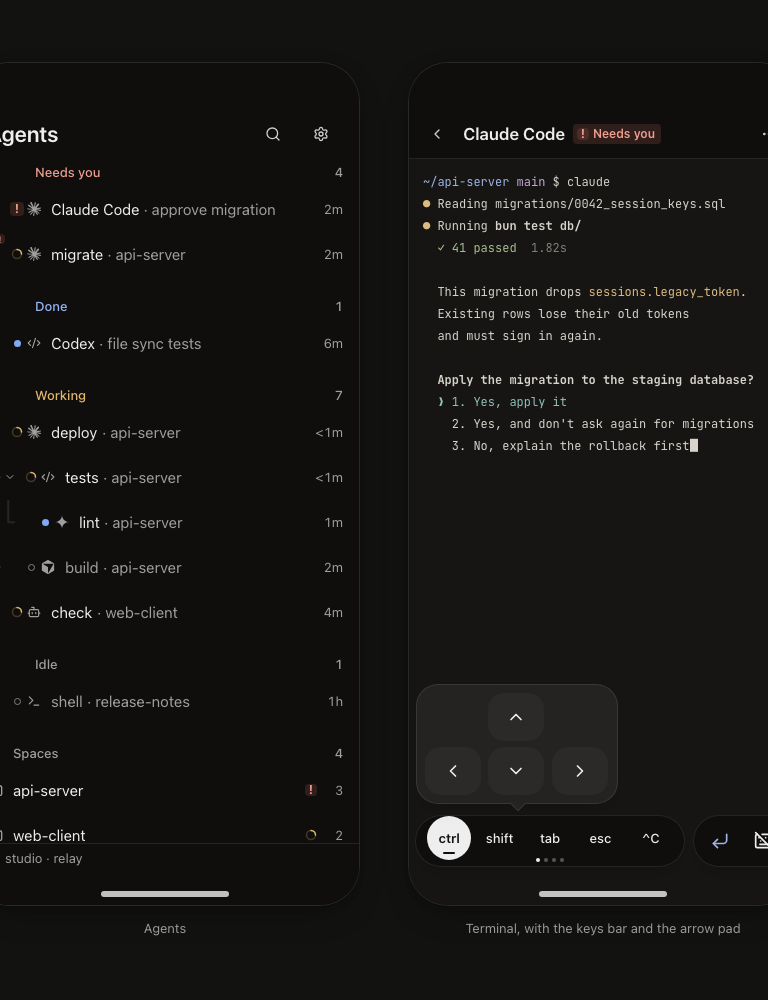 Agents
Needs you 4
! Claude Code · approve migration 2m
migrate · api-server 2m
Done 1
Codex · file sync tests 6m
Working 7
deploy · api-server <1m
tests · api-server <1m
lint · api-server 1m
build · api-server 2m
check · web-client 4m
Idle 1
shell · release-notes 1h
Spaces 4
api-server ! 3
web-client 2
studio · relay
Agents
Claude Code ! Needs you
~/api-server main $ claude
Reading migrations/0042_session_keys.sql
Running bun test db/
✓ 41 passed 1.82s
This migration drops sessions.legacy_token.
Existing rows lose their old tokens
and must sign in again.
Apply the migration to the staging database?
❯ 1. Yes, apply it
2. Yes, and don't ask again for migrations
3. No, explain the rollback first
ctrl shift tab esc ^C
Terminal, with the keys bar and the arrow pad